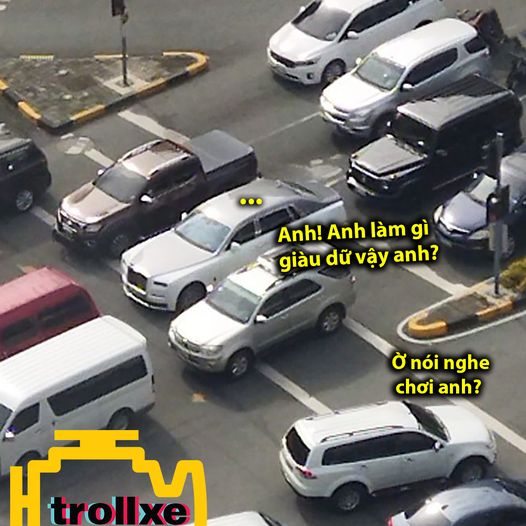 ...
Anh! Anh làm gì
giàu dữ vậy anh?
Ờ nói nghe
chơi anh?
trollxe